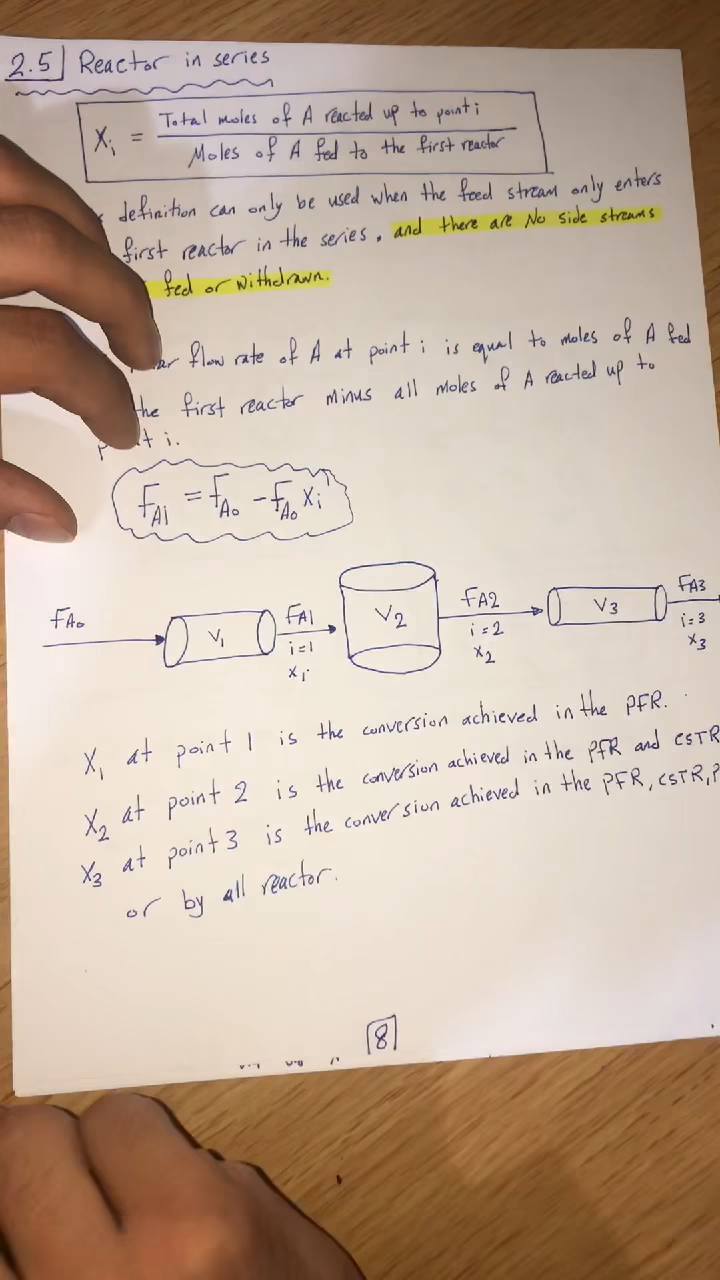 2.5 Reactor in series
Xi = Total moles of A reacted up to point i
Moles of A fed to the first reactor
definition can only be used when the feed stream only enters
first reactor in the series, and there are No side streams
fed or withdrawn.
flow rate of A at point i is equal to moles of A fed
the first reactor minus all moles of A reacted up to
i.
FAi = FA0 - FA0 Xi
FA0
V1
FA1
i=1
X1
V2
FA2
i=2
X2
V3
FA3
i=3
X3
X1 at point 1 is the conversion achieved in the PFR.
X2 at point 2 is the conversion achieved in the PFR and CSTR
X3 at point 3 is the conversion achieved in the PFR, CSTR, P
or by all reactor.
8